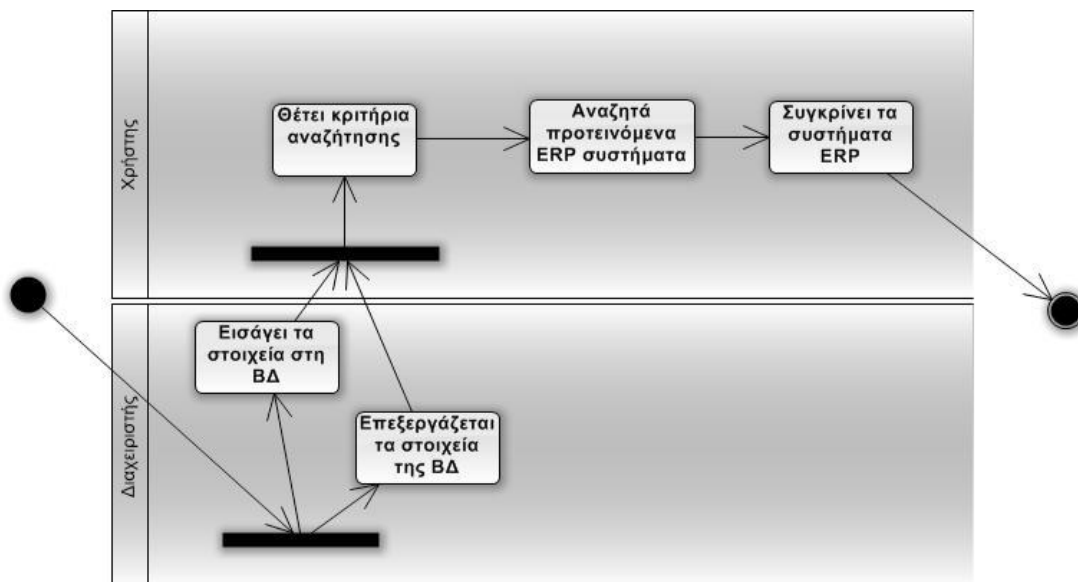 Χρήστης
Θέτει κριτήρια
αναζήτησης
Αναζητά
προτεινόμενα
ERP συστήματα
Συγκρίνει τα
συστήματα
ERP
Διαχειριστής
Εισάγει τα
στοιχεία στη
ΒΔ
Επεξεργάζεται
τα στοιχεία
της ΒΔ